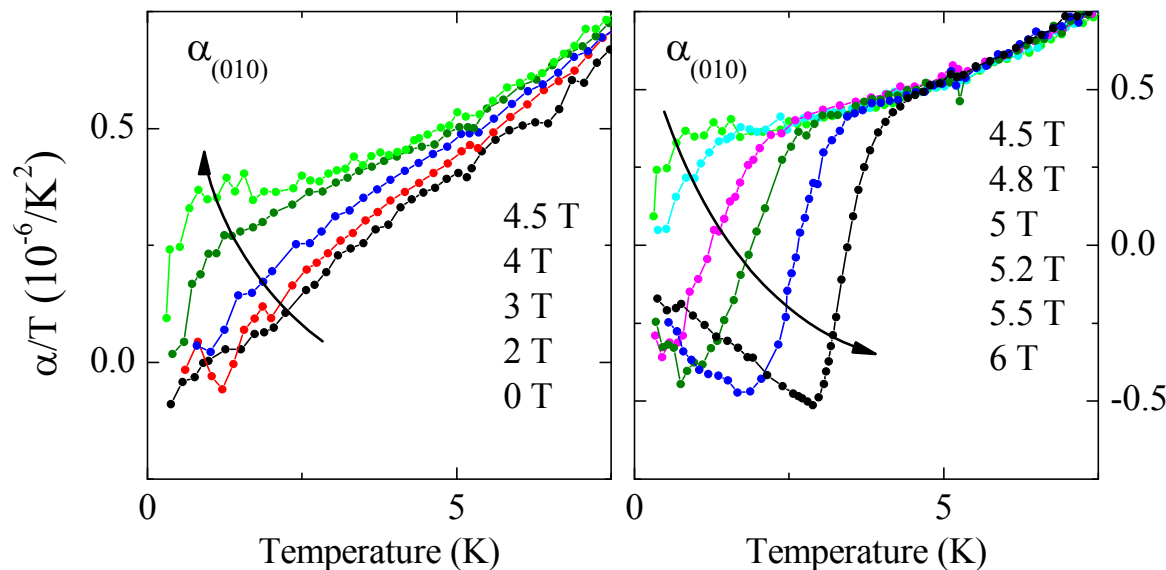 α(010)
α/T (10⁻⁶/K²)
0.5
0.0
4.5 T
4 T
3 T
2 T
0 T
0
5
Temperature (K)
α(010)
4.5 T
4.8 T
5 T
5.2 T
5.5 T
6 T
0.5
0.0
-0.5
0
5
Temperature (K)